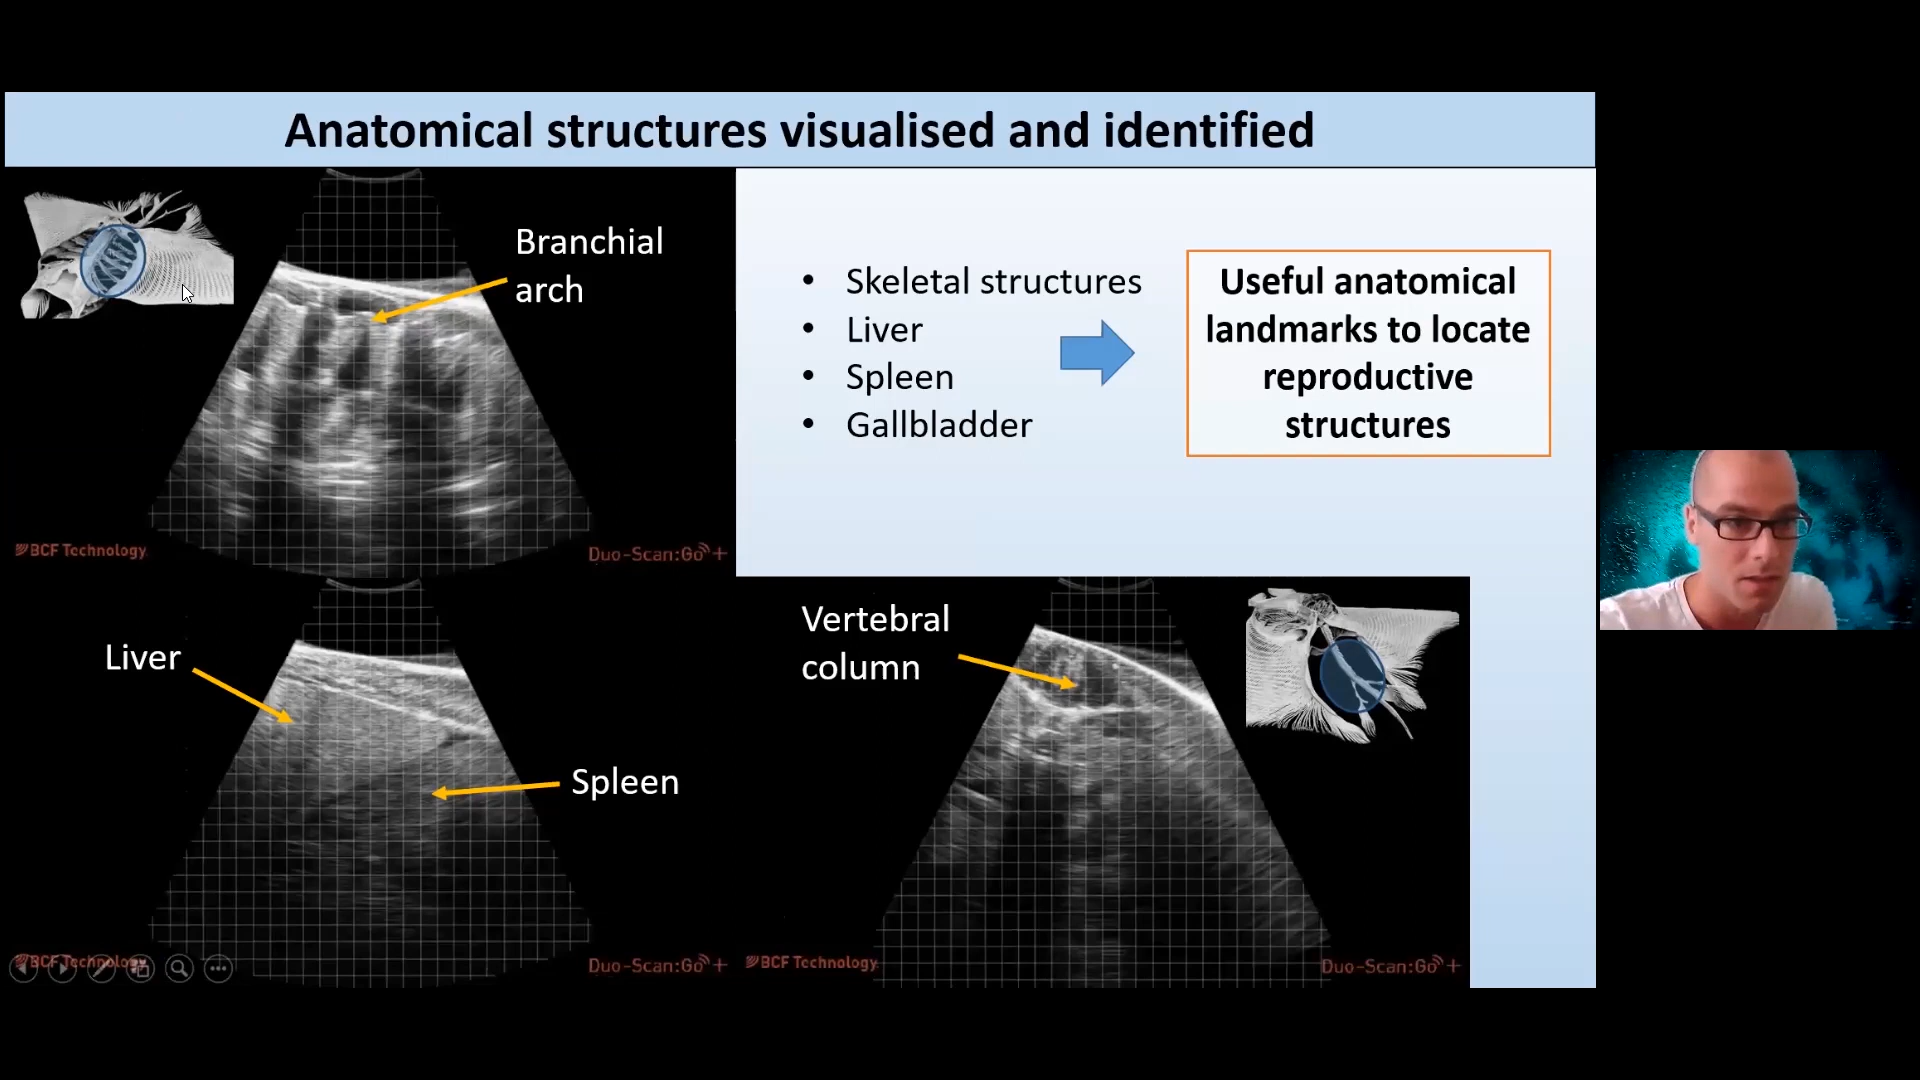 Anatomical structures visualised and identified
Branchial
arch
BCF Technology
Duo-Scan:Go+
• Skeletal structures
• Liver
• Spleen
• Gallbladder
Useful anatomical
landmarks to locate
reproductive
structures
Liver
Spleen
BCF Technology
Duo-Scan:Go+
Vertebral
column
BCF Technology
Duo-Scan:Go+